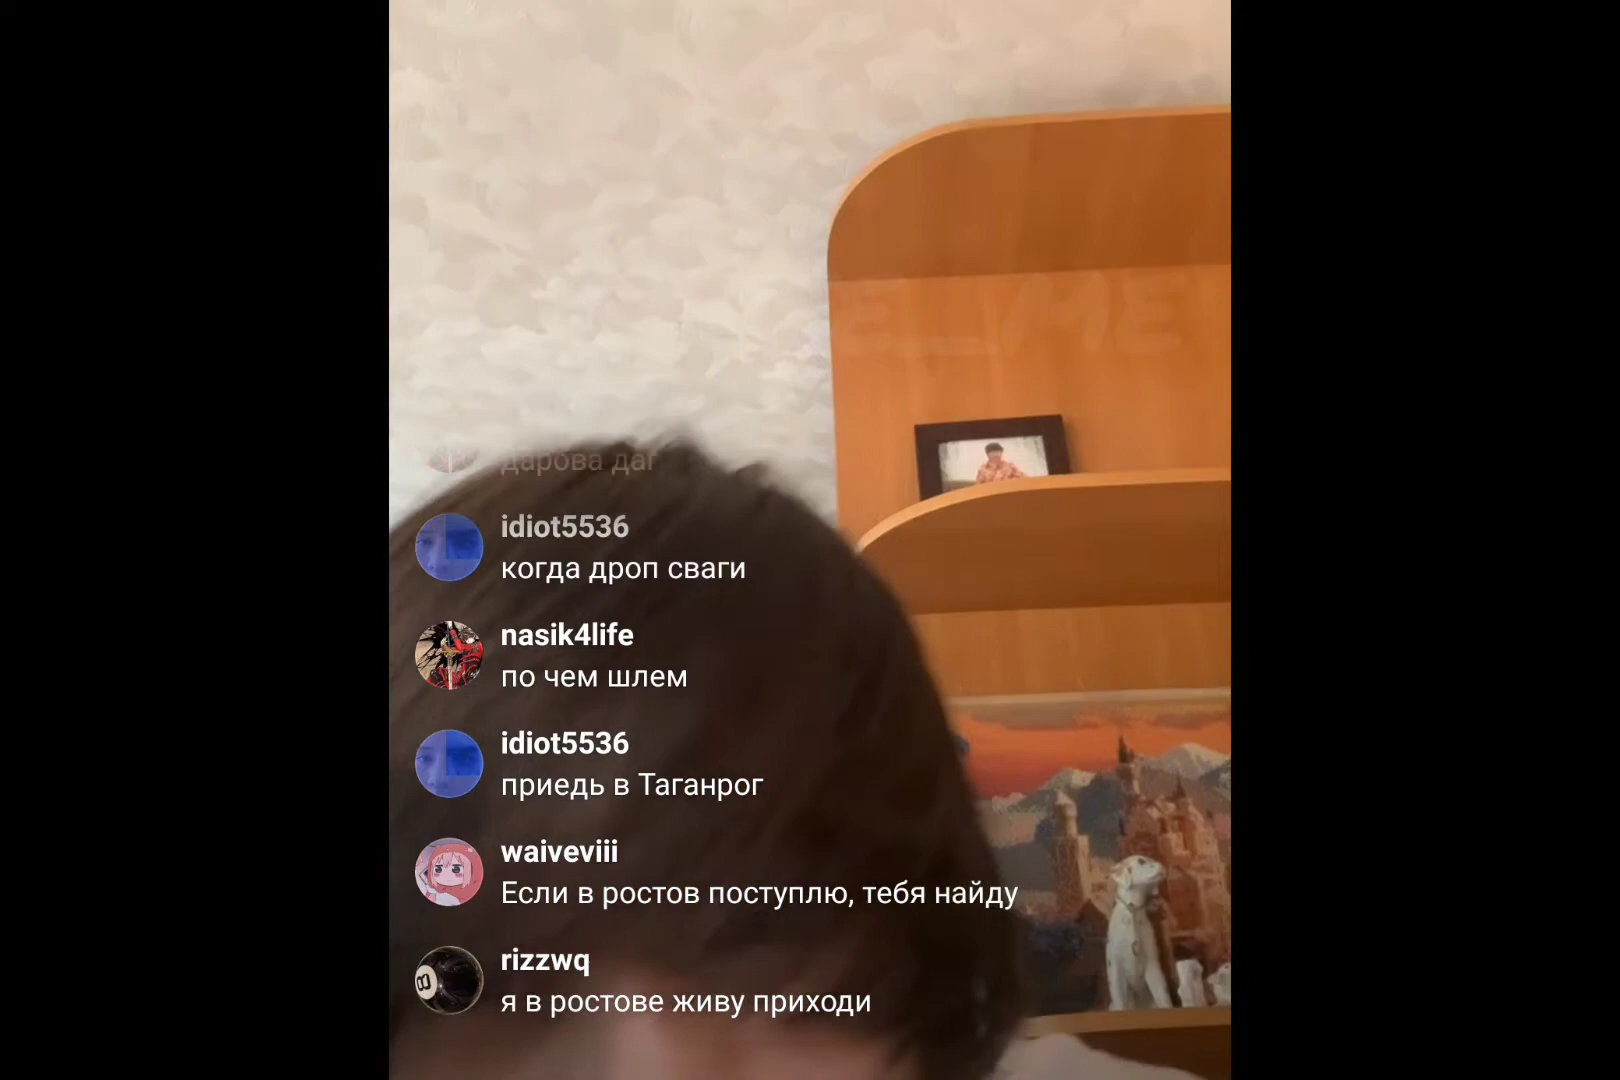 дарова даг
idiot5536
когда дроп сваги
nasik4life
по чем шлем
idiot5536
приедь в Таганрог
waiveviii
Если в ростов поступлю, тебя найду
rizzwq
я в ростове живу приходи